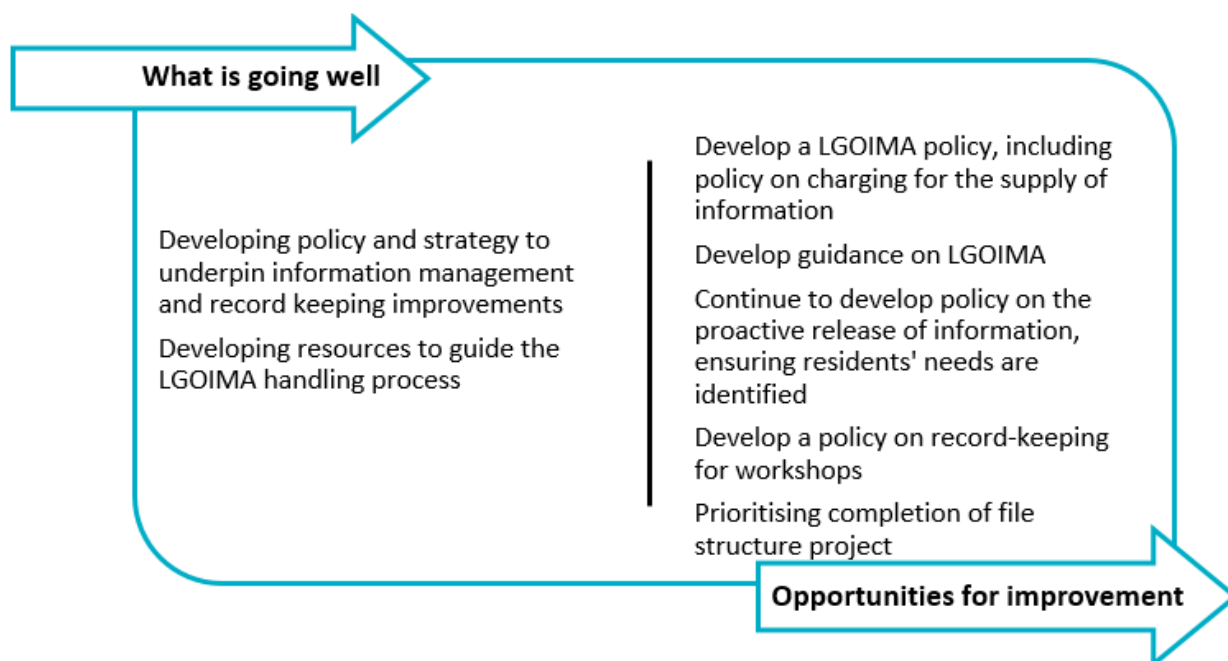 What is going well
Developing policy and strategy to
underpin information management
and record keeping improvements
Developing resources to guide the
LGOIMA handling process
Develop a LGOIMA policy, including
policy on charging for the supply of
information
Develop guidance on LGOIMA
Continue to develop policy on the
proactive release of information,
ensuring residents' needs are
identified
Develop a policy on record-keeping
for workshops
Prioritising completion of file
structure project
Opportunities for improvement